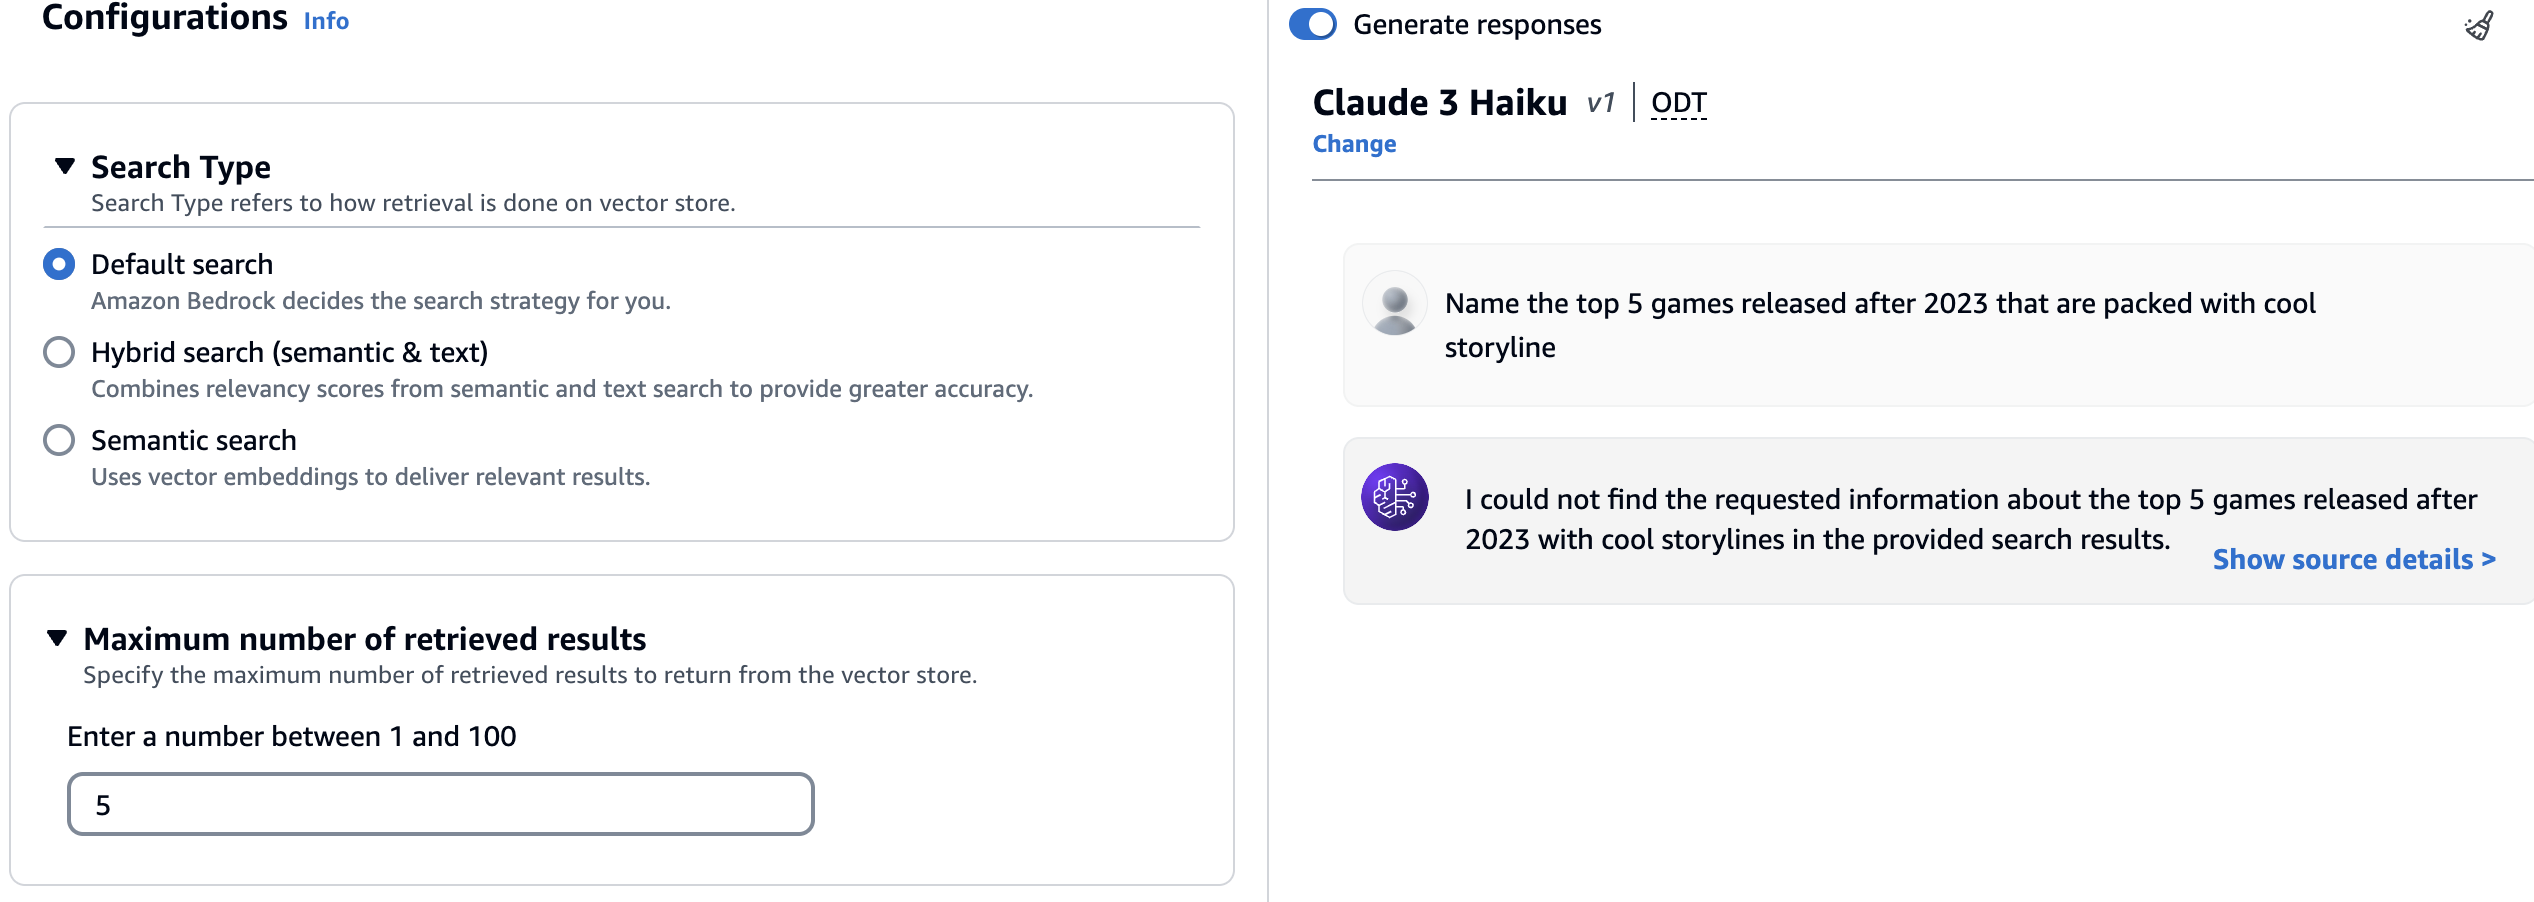 Configurations Info
Search Type
Search Type refers to how retrieval is done on vector store.
Default search
Amazon Bedrock decides the search strategy for you.
Hybrid search (semantic & text)
Combines relevancy scores from semantic and text search to provide greater accuracy.
Semantic search
Uses vector embeddings to deliver relevant results.
Maximum number of retrieved results
Specify the maximum number of retrieved results to return from the vector store.
Enter a number between 1 and 100
5
Generate responses
Claude 3 Haiku v1 | ODT
Change
Name the top 5 games released after 2023 that are packed with cool
storyline
I could not find the requested information about the top 5 games released after
2023 with cool storylines in the provided search results.
Show source details >